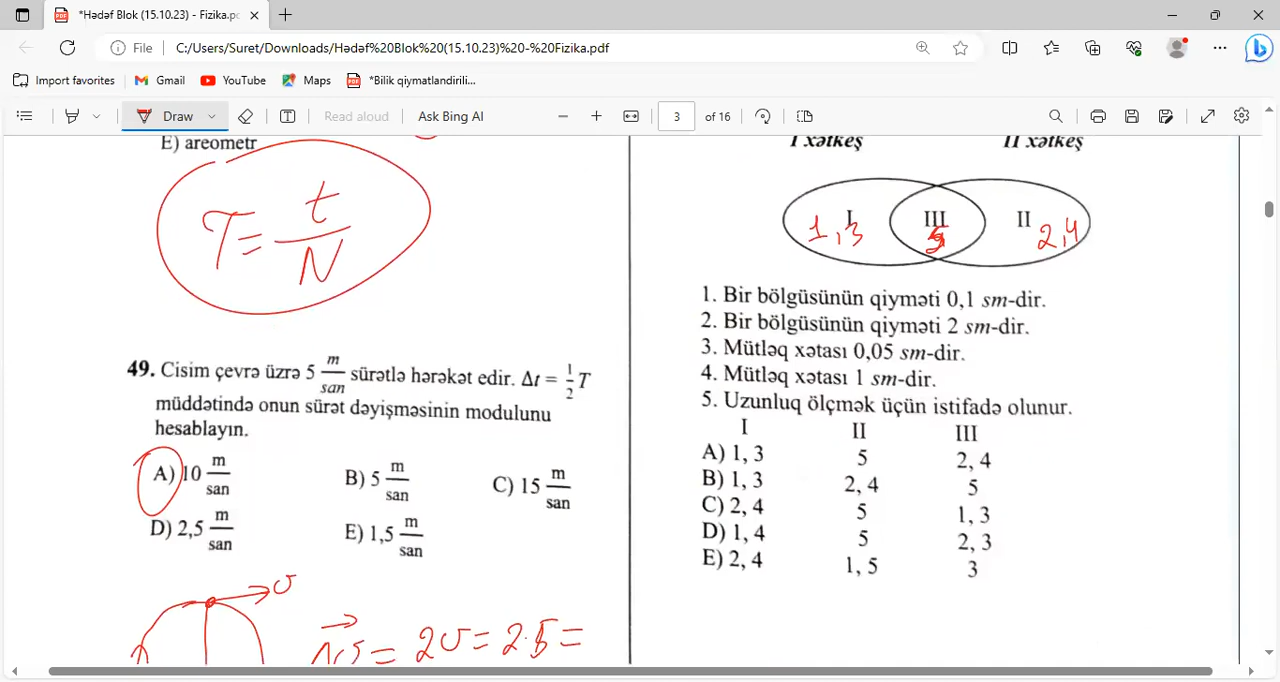 *Hədəf Blok (15.10.23) - Fizika.pc
File
C:/Users/Suret/Downloads/Hədəf%20Blok%20(15.10.23)%20-%20Fizika.pdf
Import favorites
Gmail
YouTube
Maps
*Bilik qiymatlandirili...
Draw
Read aloud
Ask Bing AI
3
of 16
E) areometr
T = t/N
49. Cisim çevrə üzrə 5 m/san sürətlə hərəkət edir. Δt = 1/2 T
müddətində onun sürət dəyişməsinin modulunu
hesablayın.
A) 10 m/san B) 5 m/san C) 15 m/san
D) 2,5 m/san E) 1,5 m/san
υ
= 2υ = 2·5 =
I xətkeş II xətkeş
I III II
1,3 5 2,4
1. Bir bölgüsünün qiyməti 0,1 sm-dir.
2. Bir bölgüsünün qiyməti 2 sm-dir.
3. Mütləq xətası 0,05 sm-dir.
4. Mütləq xətası 1 sm-dir.
5. Uzunluq ölçmək üçün istifadə olunur.
I II III
A) 1, 3 5 2, 4
B) 1, 3 2, 4 5
C) 2, 4 5 1, 3
D) 1, 4 5 2, 3
E) 2, 4 1, 5 3